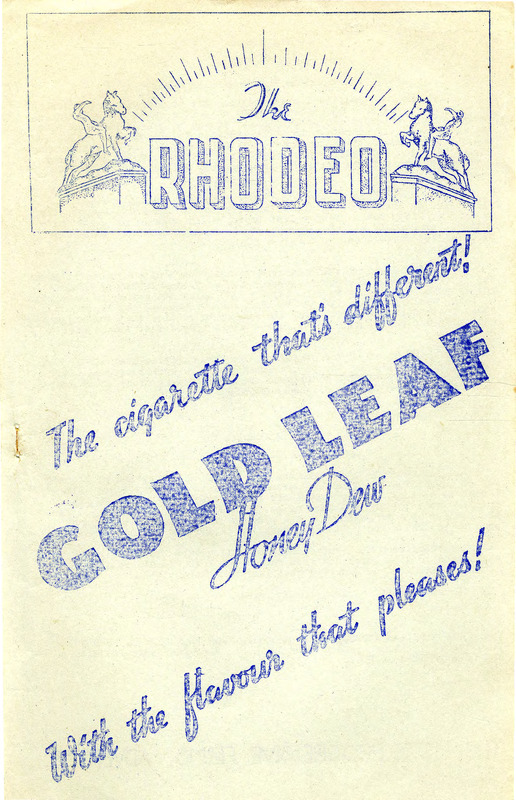 The
RHODEO
The cigarette that's different!
GOLD LEAF
Honey Dew
With the flavour that pleases!